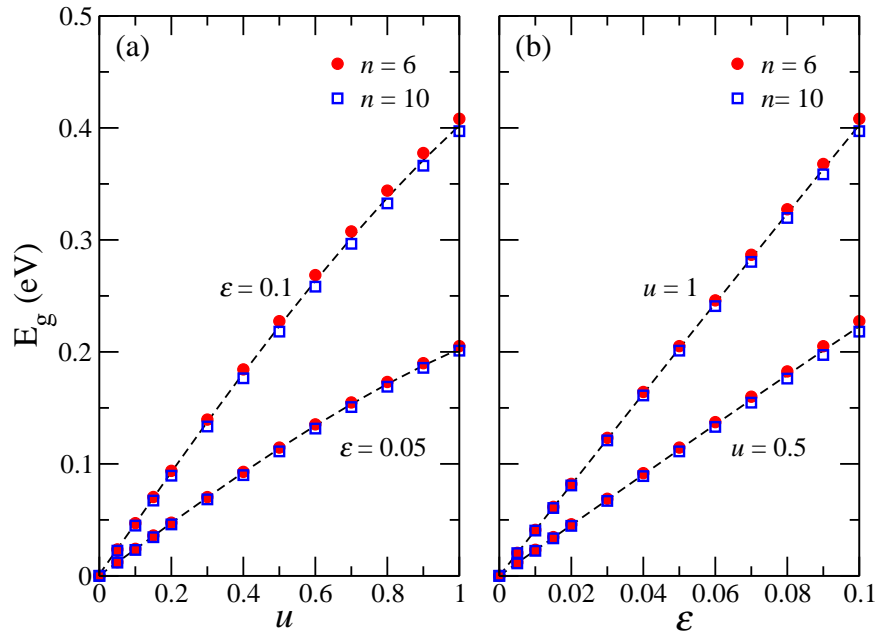 (a)
n = 6
n = 10
ε = 0.1
ε = 0.05
E_g (eV)
0.5
0.4
0.3
0.2
0.1
0
0
0.2
0.4
0.6
0.8
1
u
(b)
n = 6
n= 10
u = 1
u = 0.5
0
0.02
0.04
0.06
0.08
0.1
ε